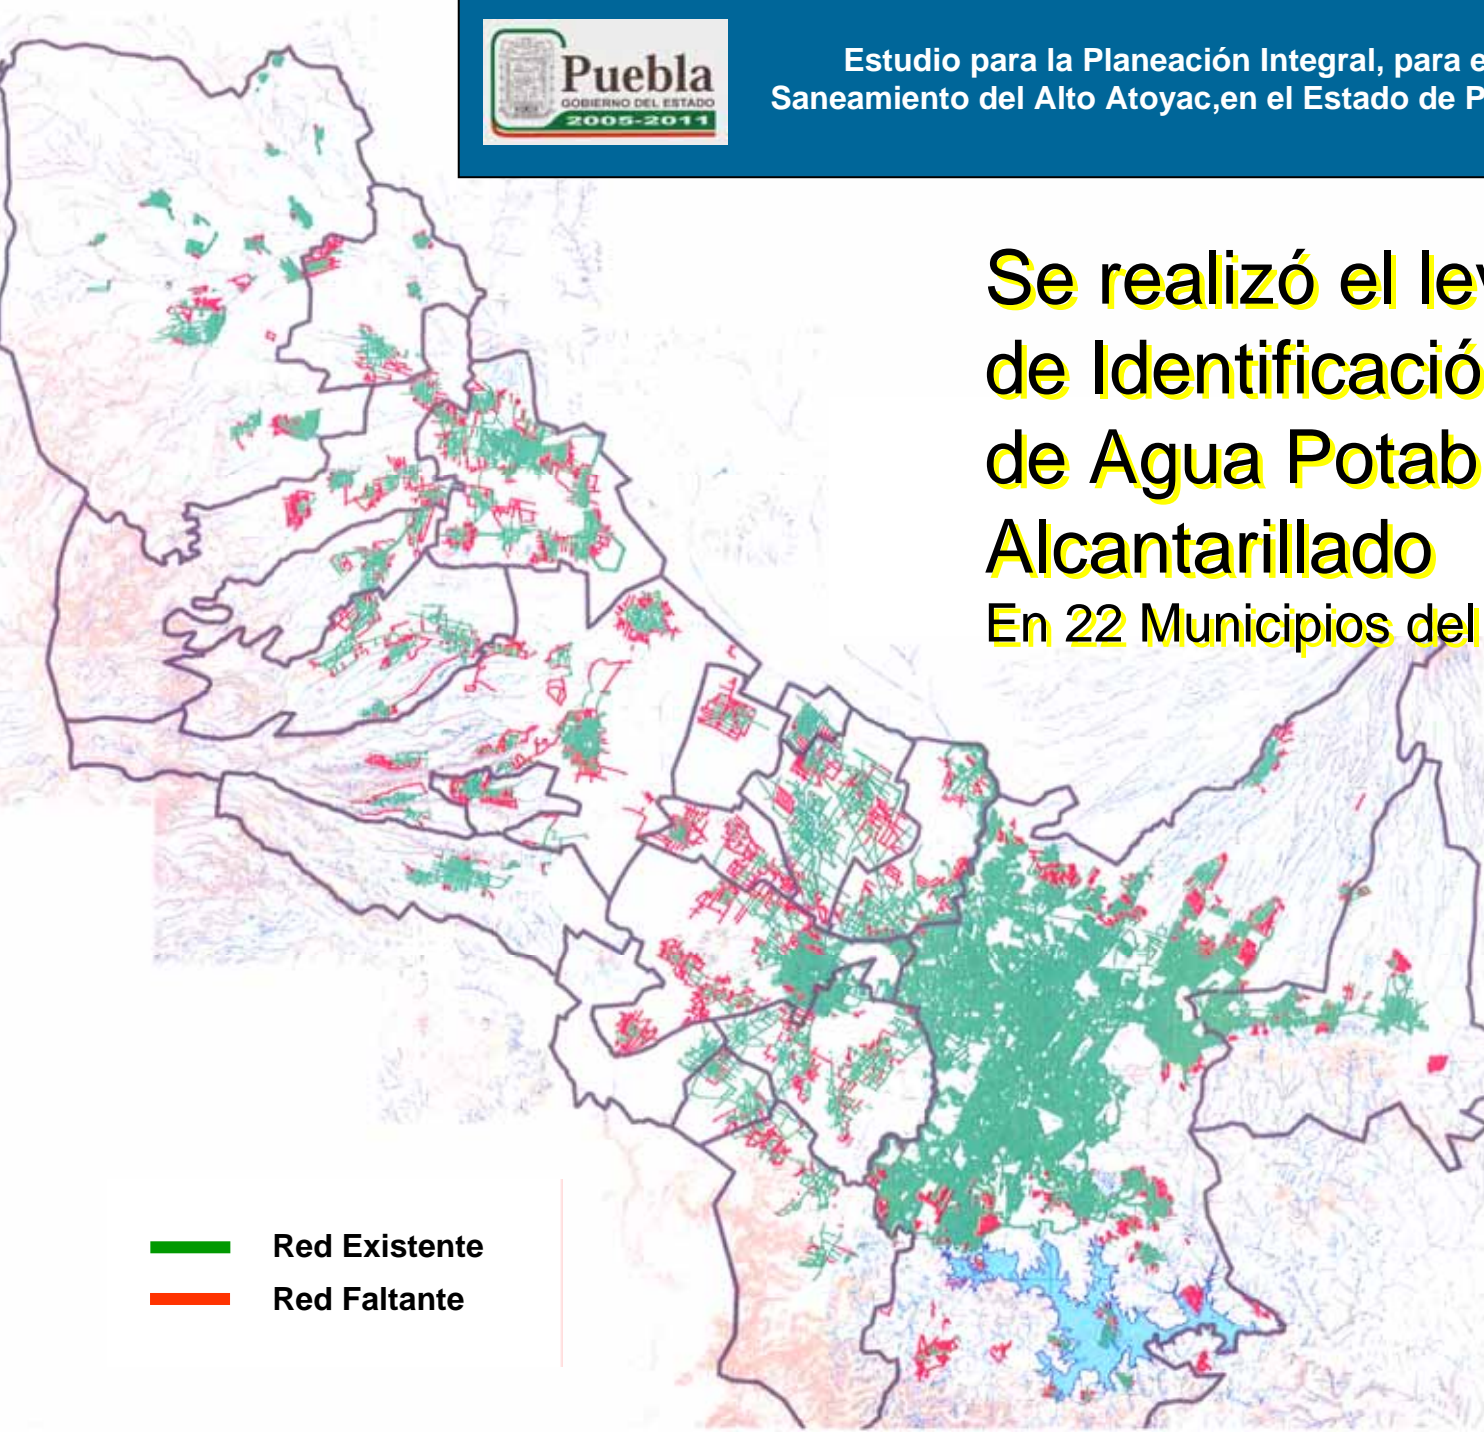 Puebla
GOBIERNO DEL ESTADO
2005-2011
Estudio para la Planeación Integral, para e
Saneamiento del Alto Atoyac,en el Estado de P
Se realizó el lev
de Identificació
de Agua Potab
Alcantarillado
En 22 Municipios del
Red Existente
Red Faltante